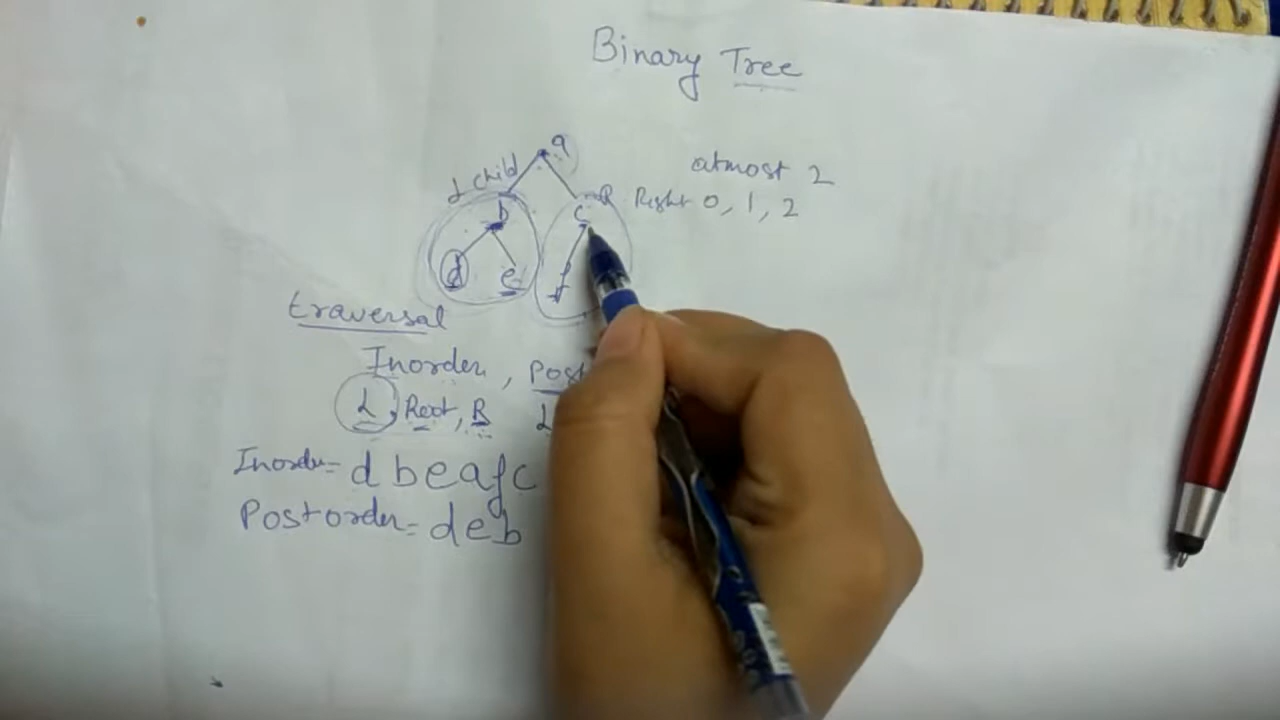 Binary Tree
a
L child
atmost 2
R Right 0, 1, 2
b c
d e f
traversal
Inorder, Post
L, Root, R L
Inorder= d b e a f c
Postorder= d e b